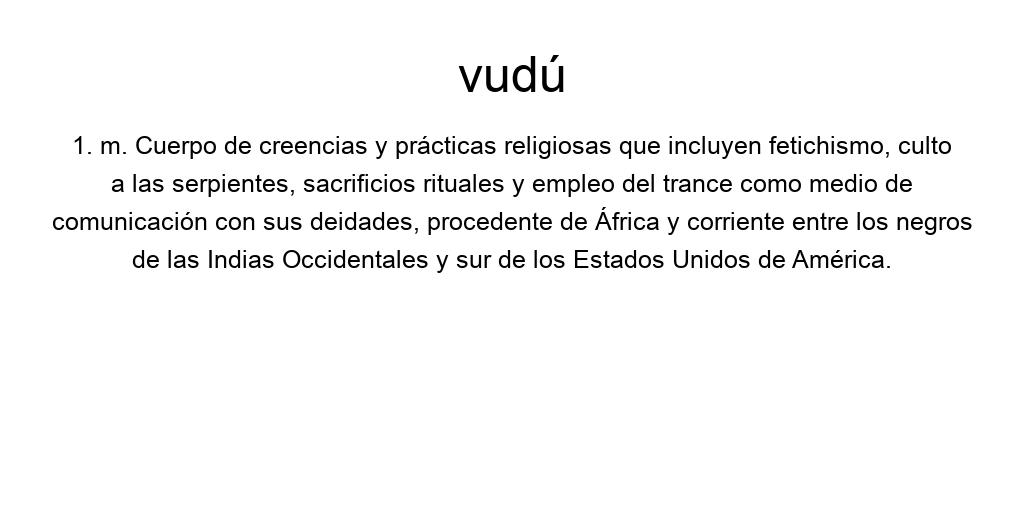 vudú
1. m. Cuerpo de creencias y prácticas religiosas que incluyen fetichismo, culto
a las serpientes, sacrificios rituales y empleo del trance como medio de
comunicación con sus deidades, procedente de África y corriente entre los negros
de las Indias Occidentales y sur de los Estados Unidos de América.